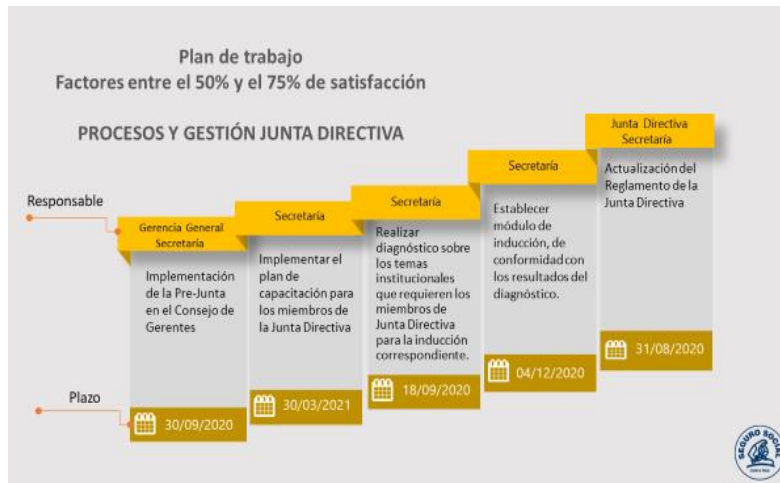 Plan de trabajo
Factores entre el 50% y el 75% de satisfacción
PROCESOS Y GESTIÓN JUNTA DIRECTIVA
Responsable
Gerencia General
Secretaría
Implementación
de la Pre-Junta
en el Consejo de
Gerentes
Plazo
30/09/2020
Secretaría
Implementar el
plan de
capacitación para
los miembros de
la Junta Directiva
30/03/2021
Secretaría
Realizar
diagnóstico sobre
los temas
institucionales
que requieren los
miembros de
Junta Directiva
para la inducción
correspondiente.
18/09/2020
Secretaría
Establecer
módulo de
inducción, de
conformidad con
los resultados del
diagnóstico.
04/12/2020
Junta Directiva
Secretaría
Actualización del
Reglamento de la
Junta Directiva
31/08/2020
SEGURO SOCIAL